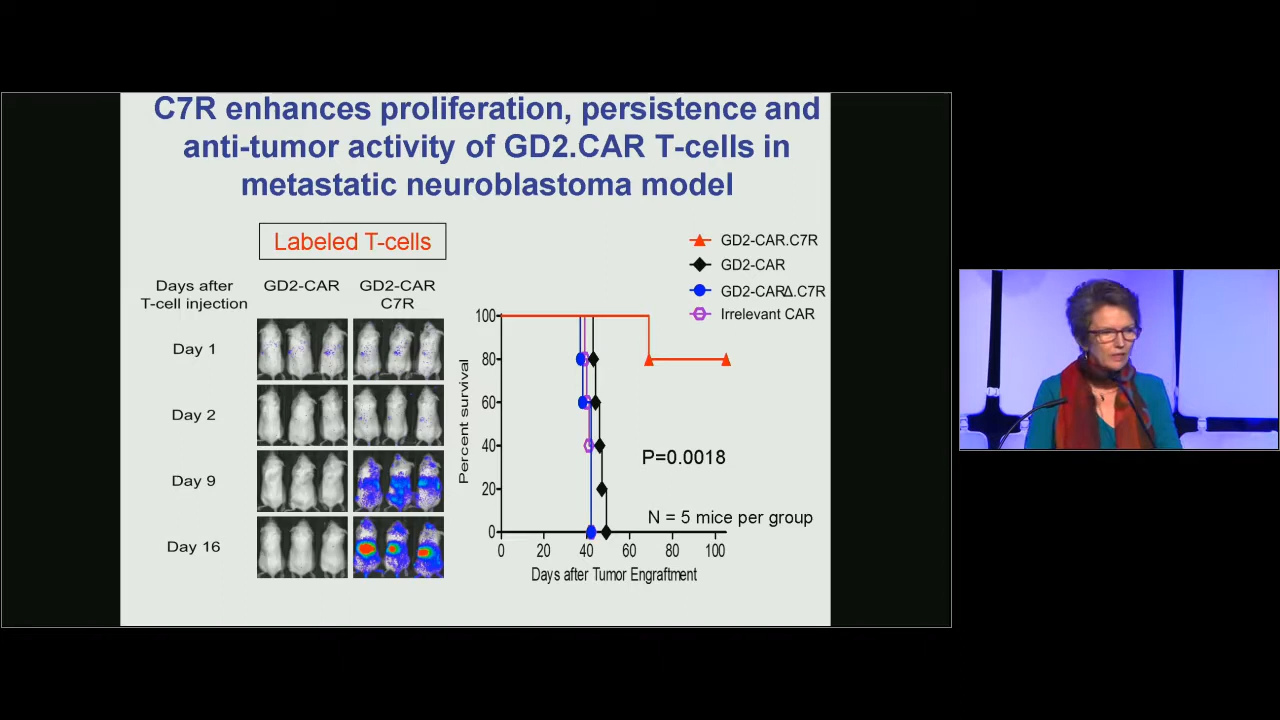 C7R enhances proliferation, persistence and
anti-tumor activity of GD2.CAR T-cells in
metastatic neuroblastoma model
Labeled T-cells
Days after
T-cell injection
GD2-CAR
GD2-CAR
C7R
Day 1
Day 2
Day 9
Day 16
GD2-CAR.C7R
GD2-CAR
GD2-CARΔ.C7R
Irrelevant CAR
Percent survival
100
80
60
40
20
0
P=0.0018
N = 5 mice per group
0 20 40 60 80 100
Days after Tumor Engraftment